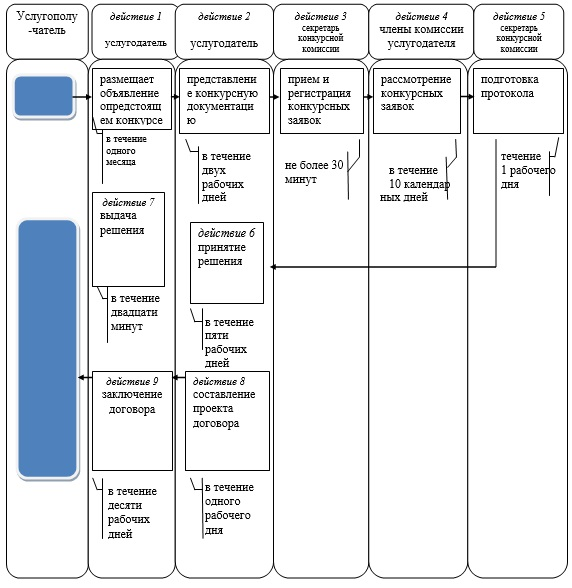 Услугополу
-чатель
действие 1
услугодатель
действие 2
услугодатель
действие 3
секретарь
конкурсной
комиссии
действие 4
члены комиссии
услугодателя
действие 5
секретарь
конкурсной
комиссии
размещает
объявление
опредстоящ
ем конкурсе
в течение
одного
месяца
представлени
е конкурсную
документаци
ю
в течение
двух
рабочих
дней
прием и
регистрация
конкурсных
заявок
не более 30
минут
рассмотрение
конкурсных
заявок
в течение
10 календар
ных дней
подготовка
протокола
течение
1 рабочего
дня
действие 6
принятие
решения
в течение
пяти
рабочих
дней
действие 7
выдача
решения
в течение
двадцати
минут
действие 8
составление
проекта
договора
в течение
одного
рабочего
дня
действие 9
заключение
договора
в течение
десяти
рабочих
дней